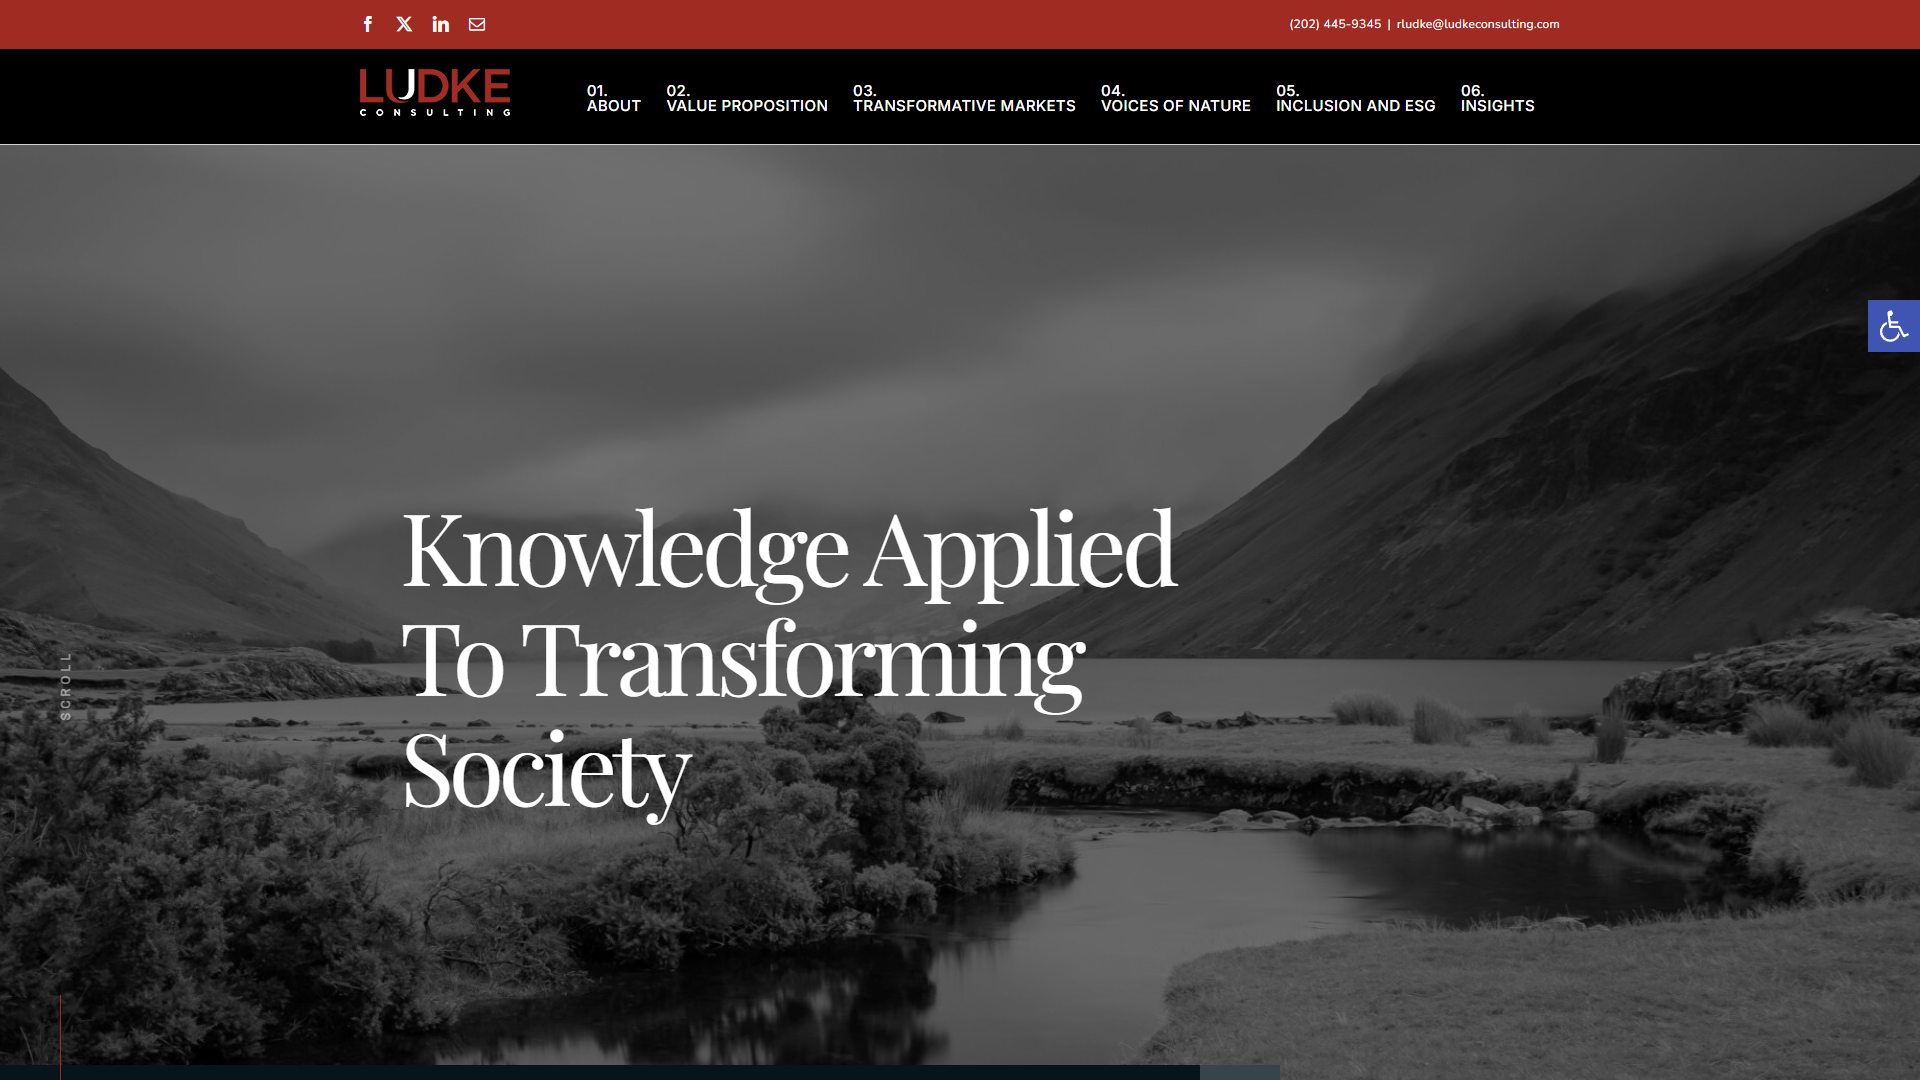 (202) 445-9345 | rludke@ludkeconsulting.com
LUDKE
CONSULTING
01.
ABOUT
02.
VALUE PROPOSITION
03.
TRANSFORMATIVE MARKETS
04.
VOICES OF NATURE
05.
INCLUSION AND ESG
06.
INSIGHTS
Knowledge Applied
To Transforming
Society
SCROLL